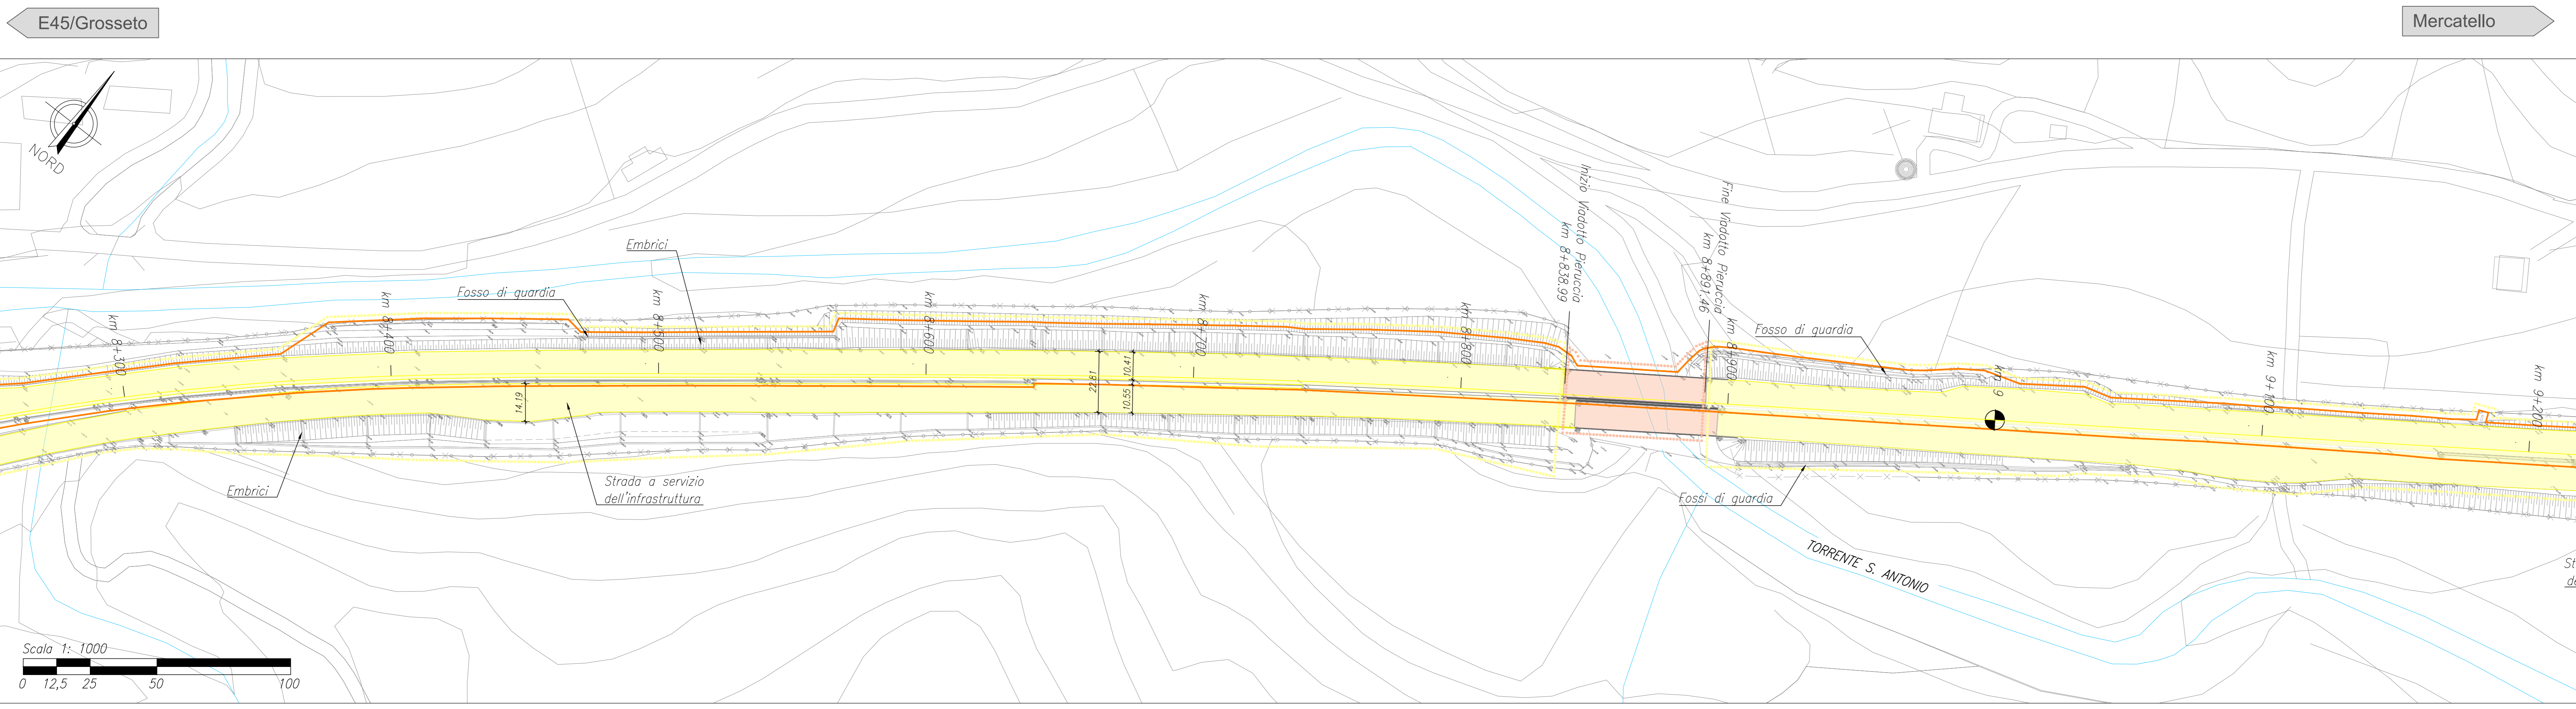 E45/Grosseto
Mercatello
NORD
Inizio Viadotto Pieruccia
km 8+838.99
Fine Viadotto Pieruccia
km 8+891.46
Embrici
Fosso di guardia
km 8+300
km 8+400
km 8+500
km 8+600
km 8+700
km 8+800
km 8+900
Fosso di guardia
km 9
km 9+100
km 9+200
14.19
22.81
10.41
10.55
Embrici
Strada a servizio
dell'infrastruttura
Fossi di guardia
TORRENTE S. ANTONIO
St
de
Scala 1: 1000
0 12,5 25 50 100